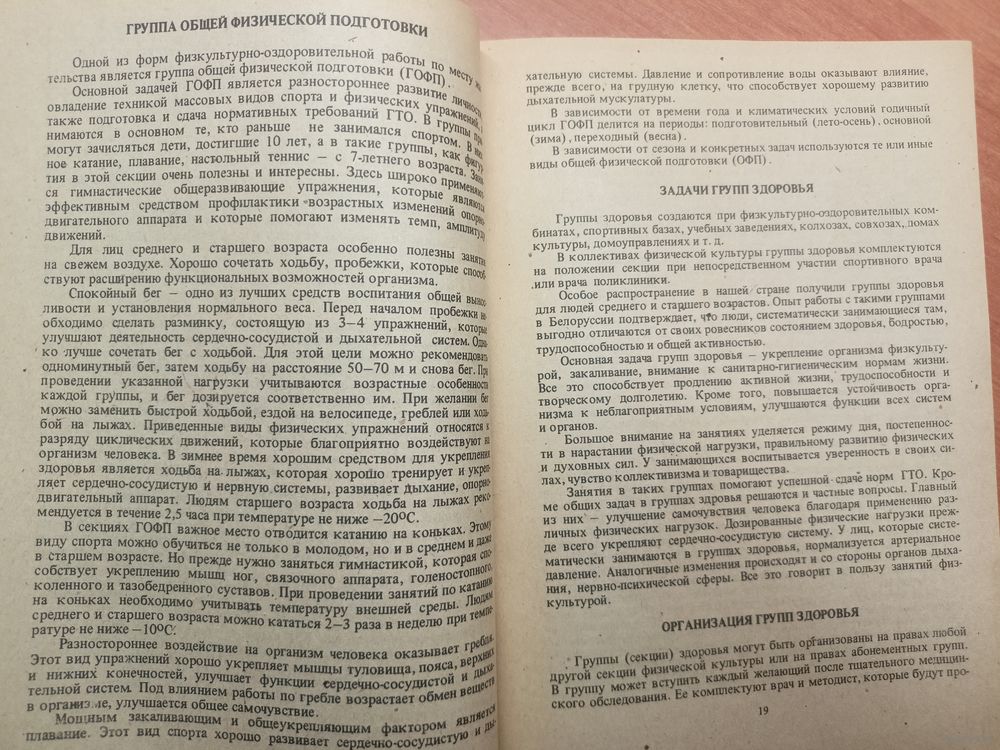 ГРУППА ОБЩЕЙ ФИЗИЧЕСКОЙ ПОДГОТОВКИ
Одной из форм физкультурно-оздоровительной работы по месту
тельства является группа общей физической подготовки (ГОФП).
Основной задачей ГОФП является разностороннее развитие личности,
овладение техникой массовых видов спорта и физических упражнений,
также подготовка и сдача нормативных требований ГТО. В группы
нимаются в основном те, кто раньше не занимался спортом. В
могут зачисляться дети, достигшие 10 лет, а в такие группы, как фигур-
ное катание, плавание, настольный теннис — с 7-летнего возраста.
тия в этой секции очень полезны и интересны. Здесь широко применяют-
ся гимнастические общеразвивающие упражнения, которые являются
эффективным средством профилактики возрастных изменений опорно-
двигательного аппарата и которые помогают изменять темп, амплитуду
движений.
Для лиц среднего и старшего возраста особенно полезны занятия
на свежем воздухе. Хорошо сочетать ходьбу, пробежки, которые способ-
ствуют расширению функциональных возможностей организма.
Спокойный бег — одно из лучших средств воспитания общей вынос-
ливости и установления нормального веса. Перед началом пробежки не-
обходимо сделать разминку, состоящую из 3—4 упражнений, которые
улучшают деятельность сердечно-сосудистой и дыхательной систем. Одна-
ко лучше сочетать бег с ходьбой. Для этой цели можно рекомендовать
одноминутный бег, затем ходьбу на расстояние 50—70 м и снова бег. При
проведении указанной нагрузки учитываются возрастные особенности
каждой группы, и бег дозируется соответственно им. При желании бег
можно заменить быстрой ходьбой, ездой на велосипеде, греблей или ходь-
бой на лыжах. Приведенные виды физических упражнений относятся к
разряду циклических движений, которые благоприятно воздействуют на
организм человека. В зимнее время хорошим средством для укрепления
здоровья является ходьба на лыжах, которая хорошо тренирует и укреп-
ляет сердечно-сосудистую и нервную системы, развивает дыхание, опорно-
двигательный аппарат. Людям старшего возраста ходьба на лыжах реко-
мендуется в течение 2,5 часа при температуре не ниже —20ºС.
В секциях ГОФП важное место отводится катанию на коньках. Этому
виду спорта можно обучиться не только в молодом, но и в среднем и даже
в старшем возрасте. Но прежде нужно заняться гимнастикой, которая спо-
собствует укреплению мышц ног, связочного аппарата, голеностопного,
коленного и тазобедренного суставов. При проведении занятий по катанию
на коньках необходимо учитывать температуру внешней среды. Людям
среднего и старшего возраста можно кататься 2—3 раза в неделю при темпе-
ратуре не ниже —10ºС.
Разностороннее воздействие на организм человека оказывает гребля.
Этот вид упражнений хорошо укрепляет мышцы туловища, пояса, верхних
и нижних конечностей, улучшает функции сердечно-сосудистой и дыха-
тельной систем. Под влиянием работы по гребле возрастает обмен веществ
в организме, улучшается общее самочувствие.
Мощным закаливающим и общеукрепляющим фактором является
плавание. Этот вид спорта хорошо развивает сердечно-сосудистую и ды-
хательную системы. Давление и сопротивление воды оказывают влияние,
прежде всего, на грудную клетку, что способствует хорошему развитию
дыхательной мускулатуры.
В зависимости от времени года и климатических условий годичный
цикл ГОФП делится на периоды: подготовительный (лето-осень), основной
(зима), переходный (весна).
В зависимости от сезона и конкретных задач используются те или иные
виды общей физической подготовки (ОФП).
ЗАДАЧИ ГРУПП ЗДОРОВЬЯ
Группы здоровья создаются при физкультурно-оздоровительных ком-
бинатах, спортивных базах, учебных заведениях, колхозах, совхозах, домах
культуры, домоуправлениях и т. д.
В коллективах физической культуры группы здоровья комплектуются
на положении секции при непосредственном участии спортивного врача
или врача поликлиники.
Особое распространение в нашей стране получили группы здоровья
для людей среднего и старшего возрастов. Опыт работы с такими группами
в Белоруссии подтверждает, что люди, систематически занимающиеся там,
выгодно отличаются от своих ровесников состоянием здоровья, бодростью,
трудоспособностью и общей активностью.
Основная задача групп здоровья — укрепление организма физкульту-
рой, закаливание, внимание к санитарно-гигиеническим нормам жизни.
Все это способствует продлению активной жизни, трудоспособности и
творческому долголетию. Кроме того, повышается устойчивость орга-
низма к неблагоприятным условиям, улучшаются функции всех систем
и органов.
Большое внимание на занятиях уделяется режиму дня, постепеннос-
ти в нарастании физической нагрузки, правильному развитию физических
и духовных сил. У занимающихся воспитывается уверенность в своих си-
лах, чувство коллективизма и товарищества.
Занятия в таких группах помогают успешной сдаче норм ГТО. Кро-
ме общих задач в группах здоровья решаются и частные вопросы. Главный
из них — улучшение самочувствия человека благодаря применению раз-
личных физических нагрузок. Дозированные физические нагрузки преж-
де всего укрепляют сердечно-сосудистую систему. У лиц, которые систе-
матически занимаются в группах здоровья, нормализуется артериальное
давление. Аналогичные изменения происходят и со стороны органов дыха-
ния, нервно-психической сферы. Все это говорит в пользу занятий физ-
культурой.
ОРГАНИЗАЦИЯ ГРУПП ЗДОРОВЬЯ
Группы (секции) здоровья могут быть организованы на правах любой
другой секции физической культуры или на правах абонементных групп.
В группу может вступить каждый желающий после тщательного медицин-
ского обследования. Ее комплектуют врач и методист, которые будут про-
19